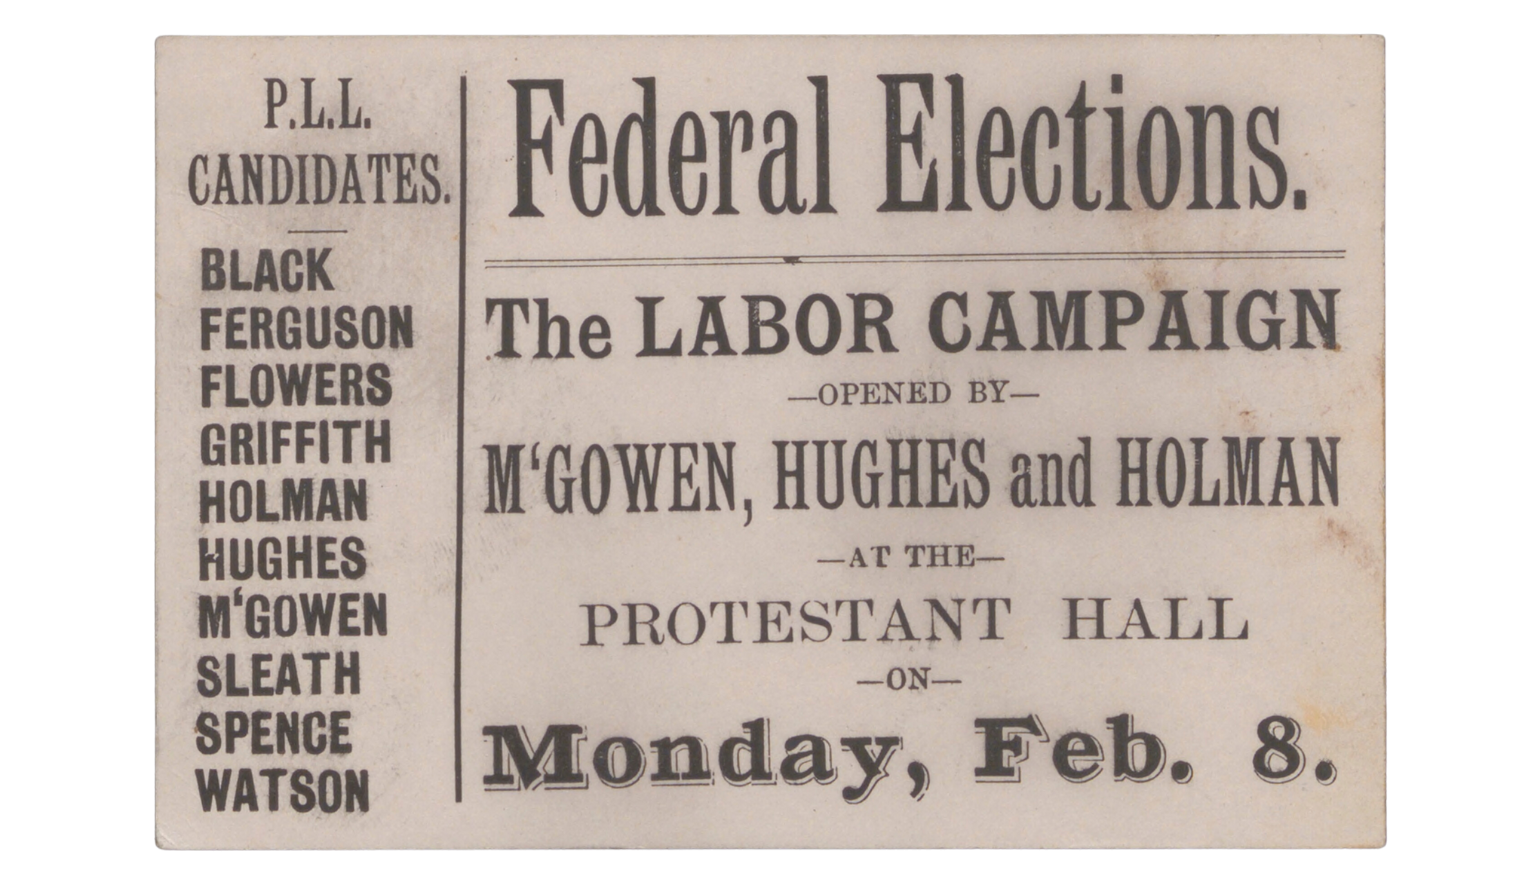 P.L.L.
CANDIDATES.
BLACK
FERGUSON
FLOWERS
GRIFFITH
HOLMAN
HUGHES
M‘GOWEN
SLEATH
SPENCE
WATSON
Federal Elections.
The LABOR CAMPAIGN
—OPENED BY—
M‘GOWEN, HUGHES and HOLMAN
—AT THE—
PROTESTANT HALL
—ON—
Monday, Feb. 8.